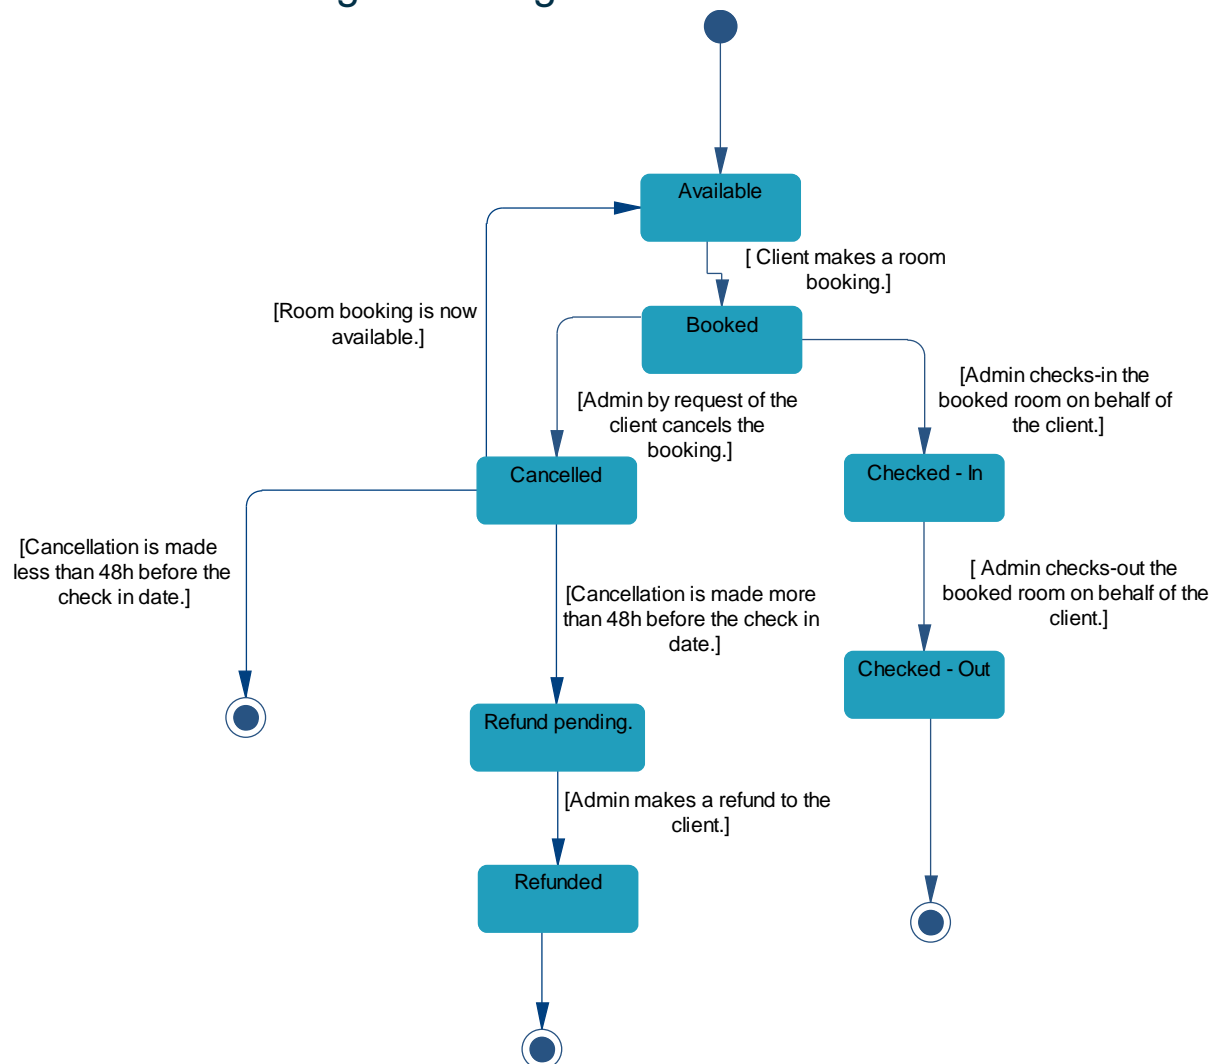 Available
[ Client makes a room
booking.]
[Room booking is now
available.]
Booked
[Admin by request of the
client cancels the
booking.]
[Admin checks-in the
booked room on behalf of
the client.]
Cancelled
Checked - In
[Cancellation is made
less than 48h before the
check in date.]
[Cancellation is made more
than 48h before the check in
date.]
[ Admin checks-out the
booked room on behalf of the
client.]
Checked - Out
Refund pending.
[Admin makes a refund to the
client.]
Refunded